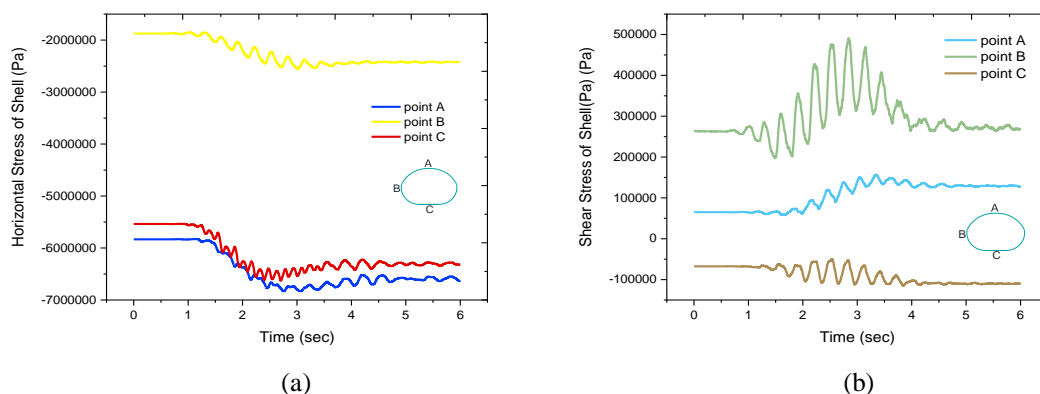 Horizontal Stress of Shell (Pa)
-2000000
-3000000
-4000000
-5000000
-6000000
-7000000
point A
point B
point C
A
B
C
0 1 2 3 4 5 6
Time (sec)
(a)
Shear Stress of Shell(Pa) (Pa)
500000
400000
300000
200000
100000
0
-100000
point A
point B
point C
A
B
C
0 1 2 3 4 5 6
Time (sec)
(b)